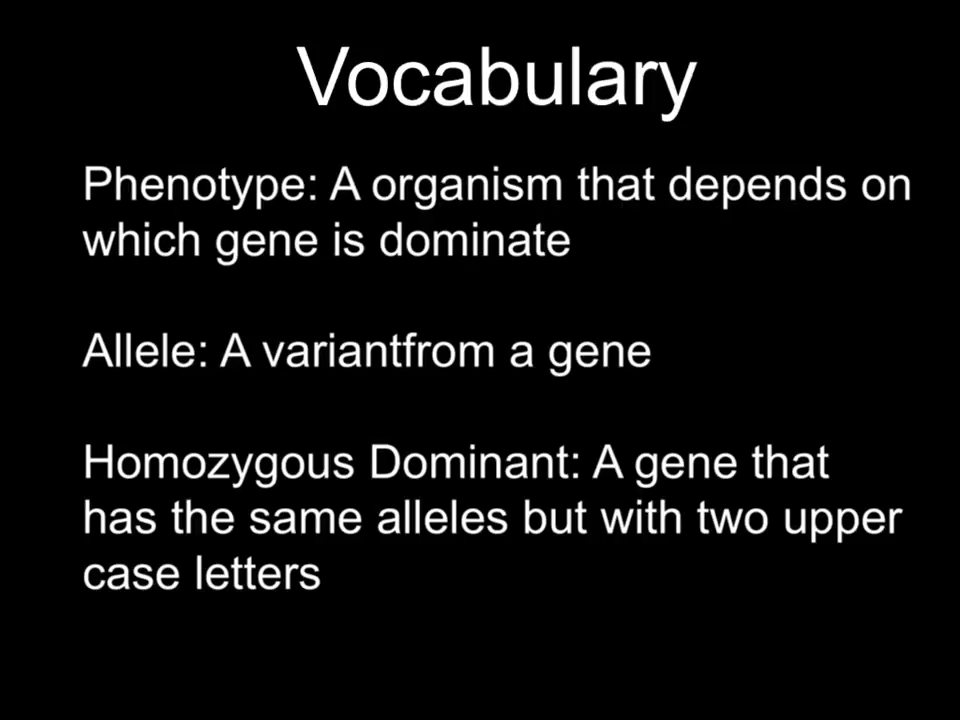 Vocabulary
Phenotype: A organism that depends on
which gene is dominate
Allele: A variantfrom a gene
Homozygous Dominant: A gene that
has the same alleles but with two upper
case letters